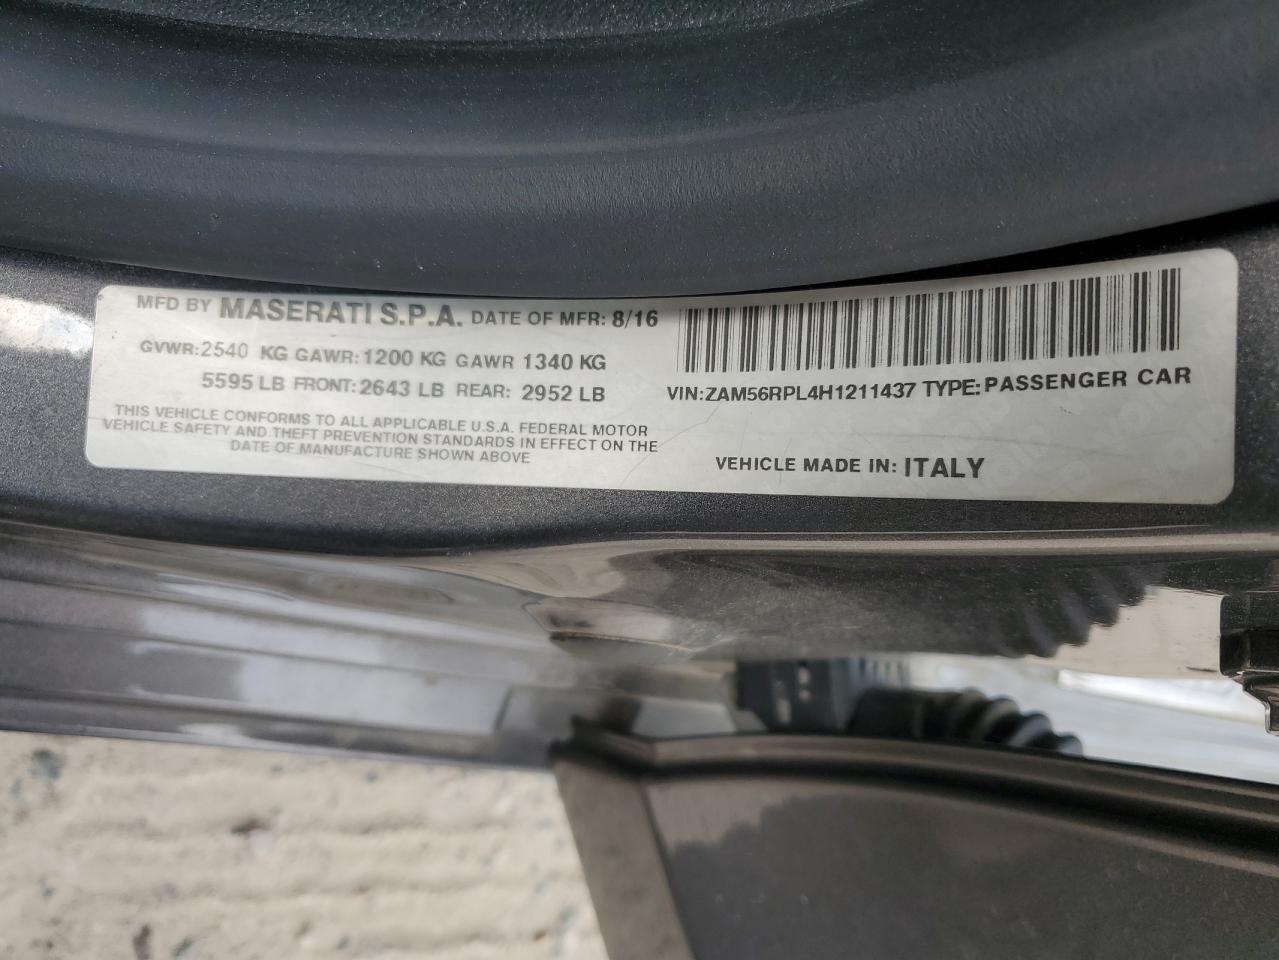 MFD BY MASERATI S.P.A. DATE OF MFR: 8/16
GVWR:2540 KG GAWR:1200 KG GAWR 1340 KG
5595 LB FRONT:2643 LB REAR: 2952 LB
THIS VEHICLE CONFORMS TO ALL APPLICABLE U.S.A. FEDERAL MOTOR
VEHICLE SAFETY AND THEFT PREVENTION STANDARDS IN EFFECT ON THE
DATE OF MANUFACTURE SHOWN ABOVE
VIN:ZAM56RPL4H1211437 TYPE:PASSENGER CAR
VEHICLE MADE IN: ITALY